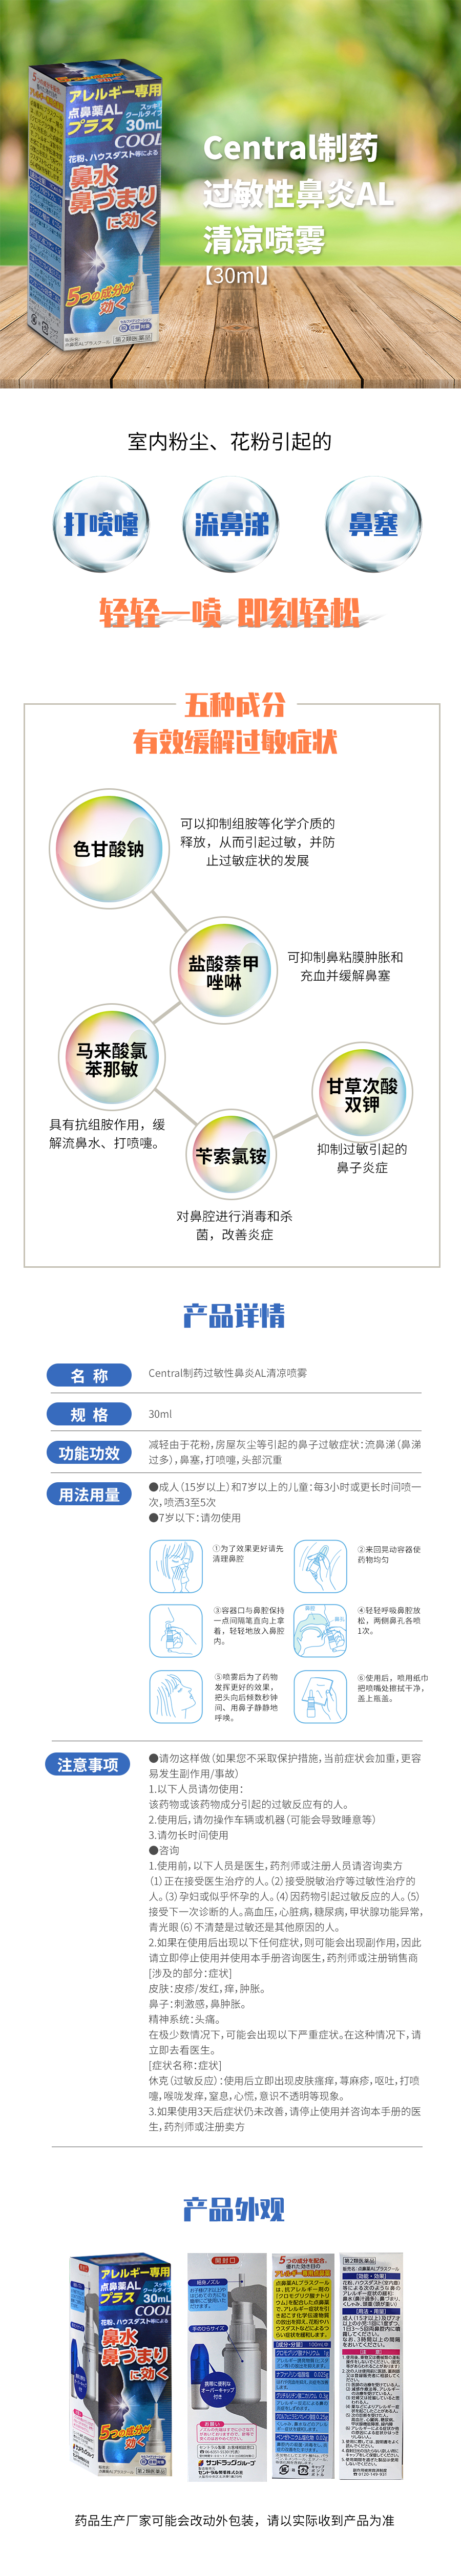 アレルギー専用
点鼻薬AL
プラス
スッキリ
クールタイプ
30mL
COOL
花粉、ハウスダスト等による
鼻水
鼻づまり
に効く
5つの成分が
効く
第2類医薬品
Central制药
过敏性鼻炎AL
清凉喷雾
【30ml】
室内粉尘、花粉引起的
打喷嚏
流鼻涕
鼻塞
轻轻一喷 即刻轻松
五种成分
有效缓解过敏症状
色甘酸钠
可以抑制组胺等化学介质的
释放，从而引起过敏，并防
止过敏症状的发展
盐酸萘甲
唑啉
可抑制鼻粘膜肿胀和
充血并缓解鼻塞
马来酸氯
苯那敏
具有抗组胺作用，缓
解流鼻水、打喷嚏。
甘草次酸
双钾
抑制过敏引起的
鼻子炎症
苄索氯铵
对鼻腔进行消毒和杀
菌，改善炎症
产品详情
名 称
Central制药过敏性鼻炎AL清凉喷雾
规 格
30ml
功能功效
减轻由于花粉，房屋灰尘等引起的鼻子过敏症状：流鼻涕（鼻涕
过多），鼻塞，打喷嚏，头部沉重
用法用量
●成人（15岁以上）和7岁以上的儿童：每3小时或更长时间喷一
次，喷洒3至5次
●7岁以下：请勿使用
①为了效果更好请先
清理鼻腔
②来回晃动容器使
药物均匀
③容器口与鼻腔保持
一点间隔笔直向上拿
着，轻轻地放入鼻腔
内。
④轻轻呼吸鼻腔放
松，两侧鼻孔各喷
1次。
⑤喷雾后为了药物
发挥更好的效果，
把头向后倾数秒钟
间、用鼻子静静地
呼唤。
⑥使用后，喷用纸巾
把喷嘴处擦拭干净，
盖上瓶盖。
注意事项
●请勿这样做（如果您不采取保护措施，当前症状会加重，更容
易发生副作用/事故）
1.以下人员请勿使用：
该药物或该药物成分引起的过敏反应有的人。
2.使用后，请勿操作车辆或机器（可能会导致睡意等）
3.请勿长时间使用
●咨询
1.使用前，以下人员是医生，药剂师或注册人员请咨询卖方
（1）正在接受医生治疗的人。（2）接受脱敏治疗等过敏性治疗的
人。（3）孕妇或似乎怀孕的人。（4）因药物引起过敏反应的人。（5）
接受下一次诊断的人。高血压，心脏病，糖尿病，甲状腺功能异常，
青光眼（6）不清楚是过敏还是其他原因的人。
2.如果在使用后出现以下任何症状，则可能会出现副作用，因此
请立即停止使用并使用本手册咨询医生，药剂师或注册销售商
[涉及的部分：症状]
皮肤：皮疹/发红，痒，肿胀。
鼻子：刺激感，鼻肿胀。
精神系统：头痛。
在极少数情况下，可能会出现以下严重症状。在这种情况下，请
立即去看医生。
[症状名称：症状]
休克（过敏反应）：使用后立即出现皮肤瘙痒，荨麻疹，呕吐，打喷
嚏，喉咙发痒，窒息，心慌，意识不透明等现象。
3.如果使用3天后症状仍未改善，请停止使用并咨询本手册的医
生，药剂师或注册卖方
产品外观
アレルギー専用
点鼻薬AL
プラス
30mL
COOL
鼻水
鼻づまり
に効く
5つの成分が
効く
開封口
第2類医薬品
药品生产厂家可能会改动外包装，请以实际收到产品为准